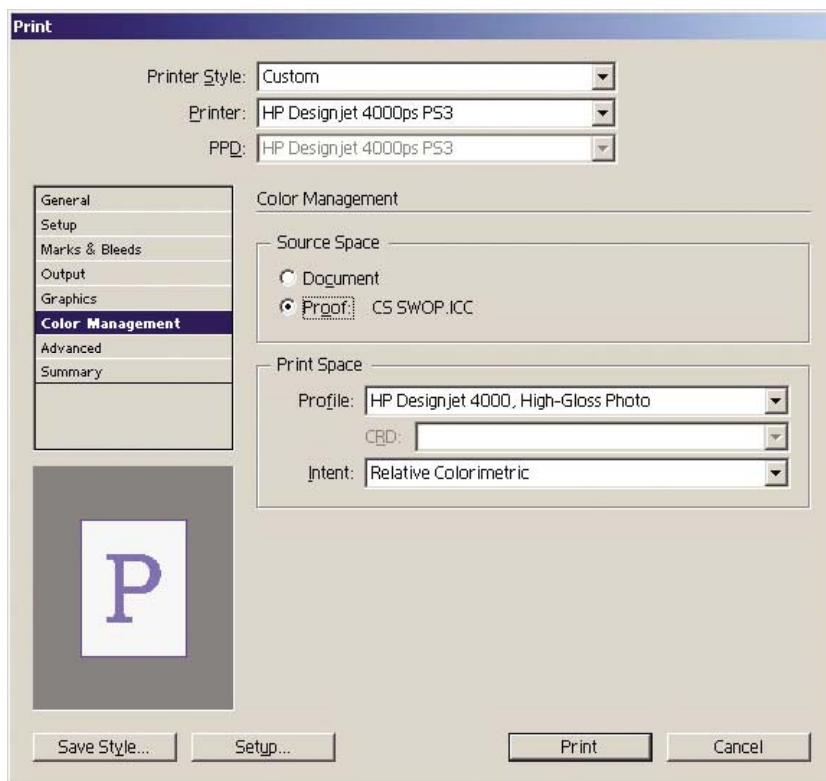 Print
Printer Style: Custom
Printer: HP Designjet 4000ps PS3
PPD: HP Designjet 4000ps PS3
General
Setup
Marks & Bleeds
Output
Graphics
Color Management
Advanced
Summary
Color Management
Source Space
Document
Proof: CS SWOP.ICC
Print Space
Profile: HP Designjet 4000, High-Gloss Photo
CRD:
Intent: Relative Colorimetric
P
Save Style...
Setup...
Print
Cancel